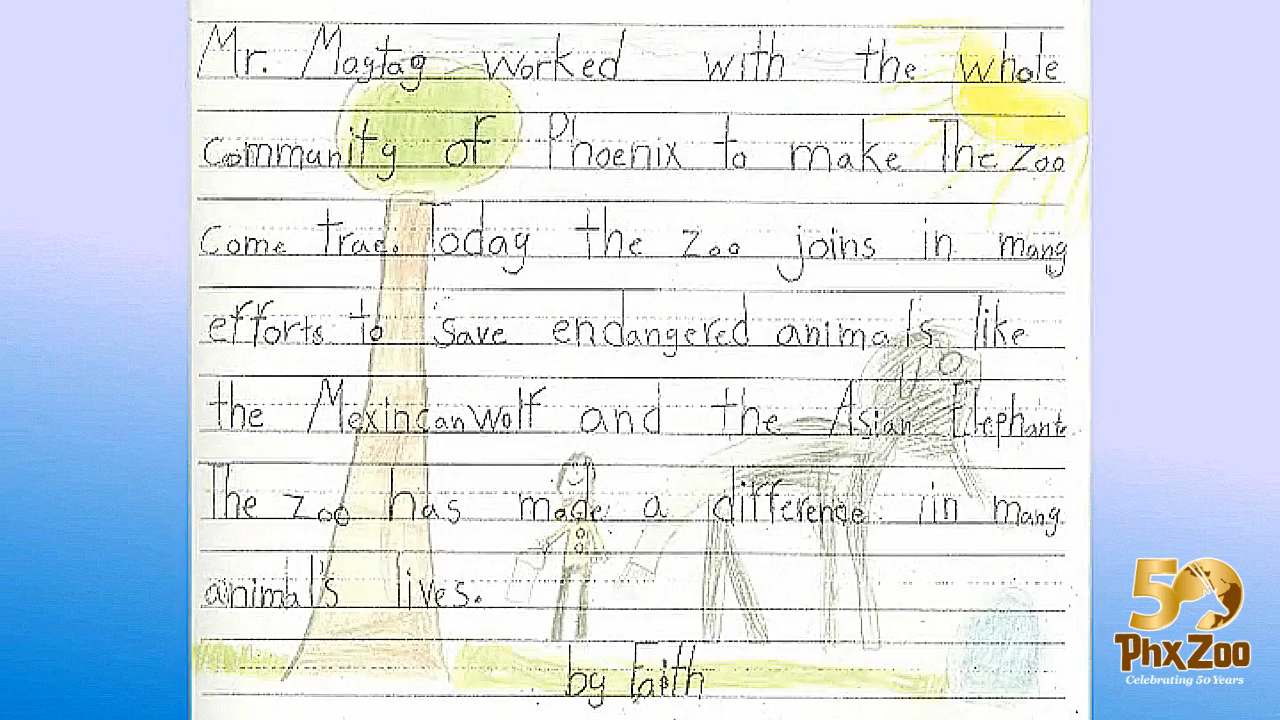 Mr. Maytag worked with the whole
community of Phoenix to make The Zoo
Come true. Today the zoo joins in many
efforts to save endangered animals like
the Mexincan wolf and the Asian Elephant.
The zoo has made a difference in many
animal's lives.
by Faith
50
PhxZoo
Celebrating 50 Years